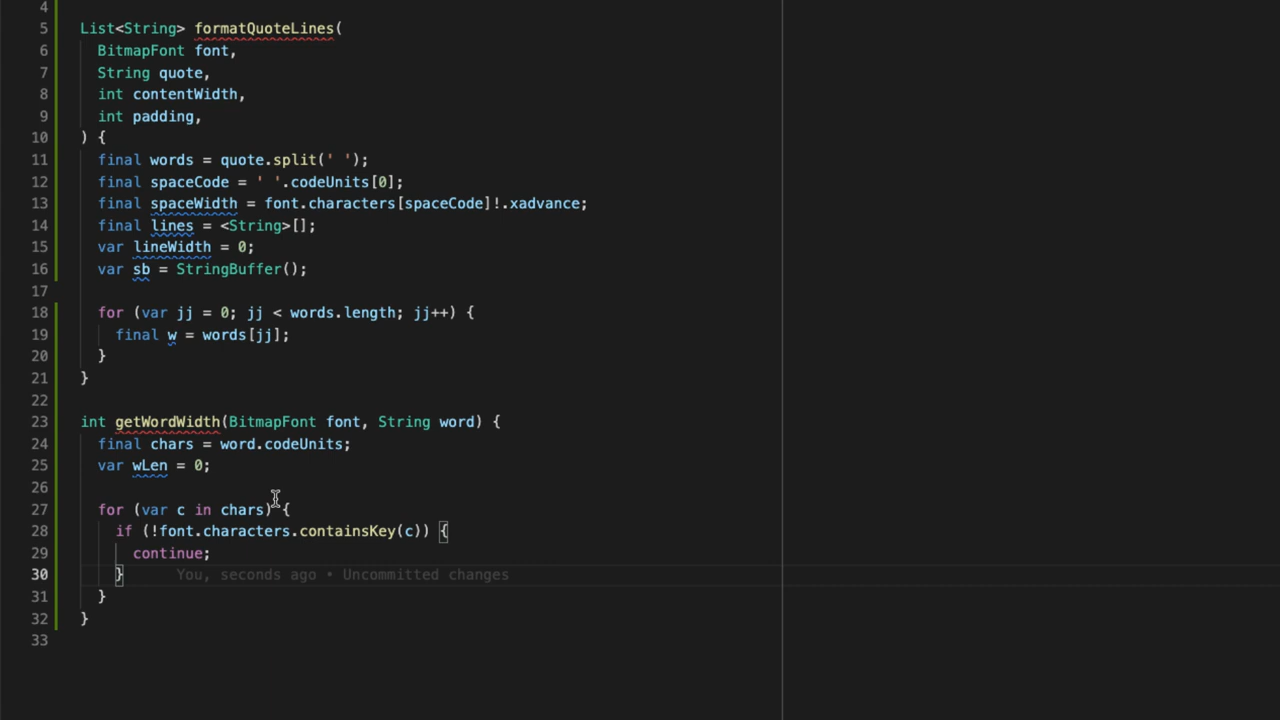 4
5 List<String> formatQuoteLines(
6 BitmapFont font,
7 String quote,
8 int contentWidth,
9 int padding,
10 ) {
11 final words = quote.split(' ');
12 final spaceCode = ' '.codeUnits[0];
13 final spaceWidth = font.characters[spaceCode]!.xadvance;
14 final lines = <String>[];
15 var lineWidth = 0;
16 var sb = StringBuffer();
17
18 for (var jj = 0; jj < words.length; jj++) {
19 final w = words[jj];
20 }
21 }
22
23 int getWordWidth(BitmapFont font, String word) {
24 final chars = word.codeUnits;
25 var wLen = 0;
26
27 for (var c in chars) {
28 if (!font.characters.containsKey(c)) {
29 continue;
30 } You, seconds ago • Uncommitted changes
31 }
32 }
33